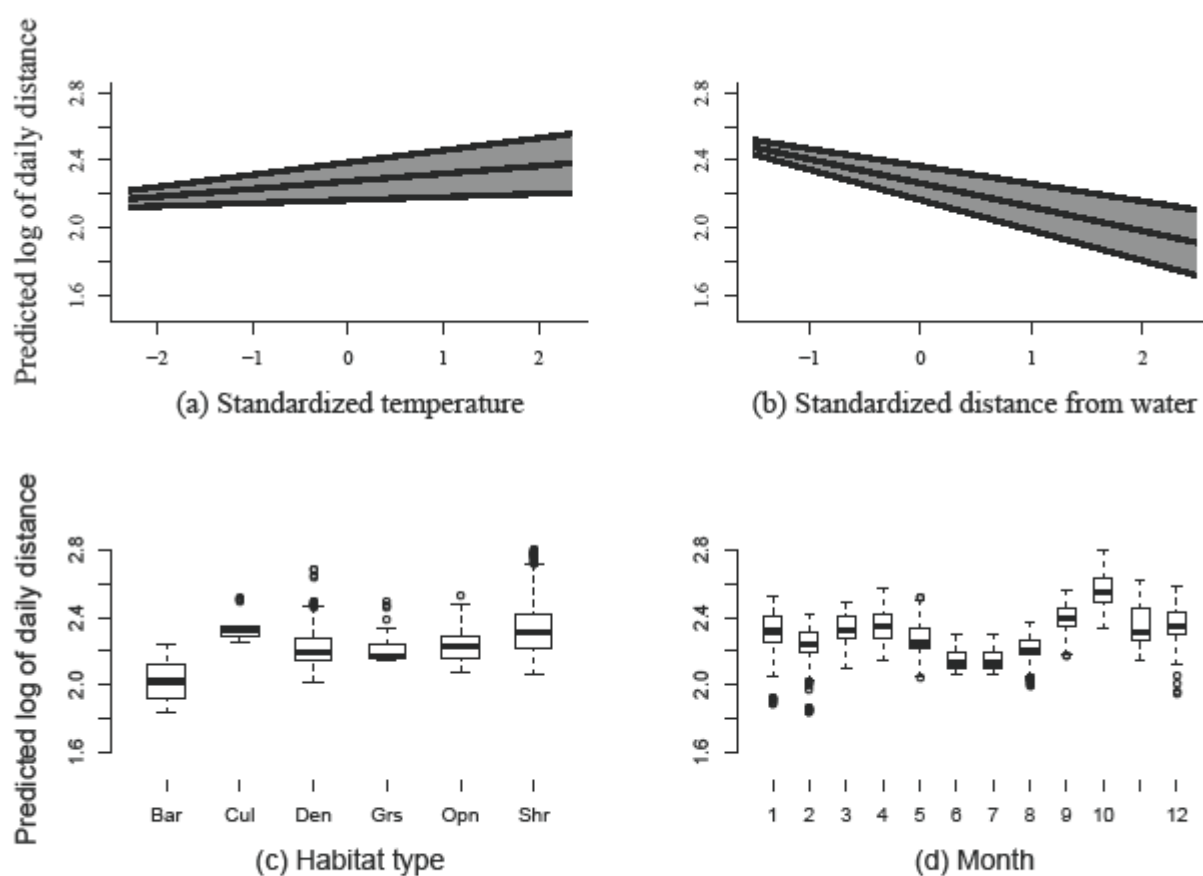 Predicted log of daily distance
2.8
2.4
2.0
1.6
−2 −1 0 1 2
(a) Standardized temperature
2.8
2.4
2.0
1.6
−1 0 1 2
(b) Standardized distance from water
Predicted log of daily distance
2.8
2.4
2.0
1.6
Bar Cul Den Grs Opn Shr
(c) Habitat type
2.8
2.4
2.0
1.6
1 2 3 4 5 6 7 8 9 10 12
(d) Month